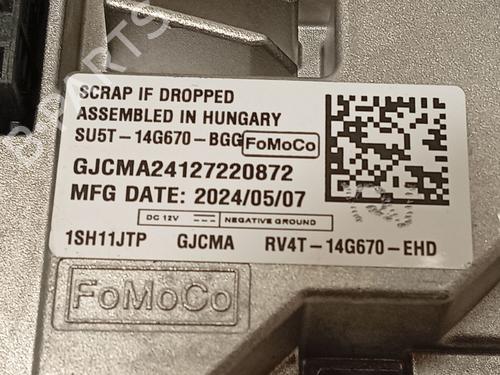 SCRAP IF DROPPED
ASSEMBLED IN HUNGARY
SU5T-14G670-BGG FoMoCo
GJCMA24127220872
MFG DATE: 2024/05/07
DC 12V NEGATIVE GROUND
1SH11JTP GJCMA RV4T-14G670-EHD
FoMoCo